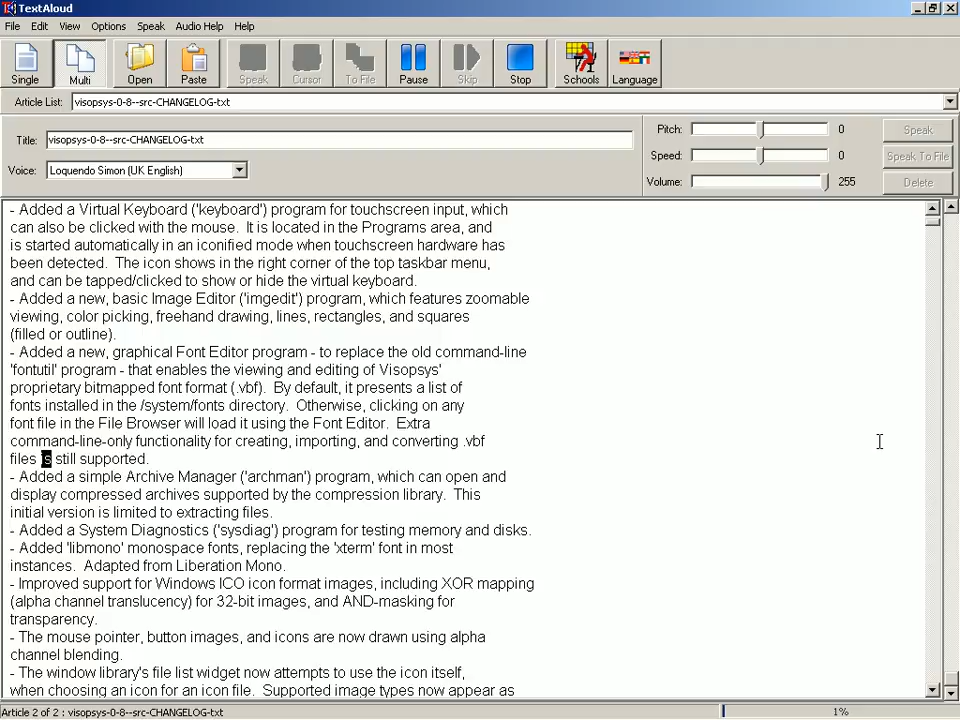 TextAloud
File Edit View Options Speak Audio Help Help
Single Multi Open Paste Speak Cursor To File Pause Skip Stop Schools Language
Article List: visopsys-0-8--src-CHANGELOG-txt
Title: visopsys-0-8--src-CHANGELOG-txt
Voice: Loquendo Simon (UK English)
Pitch: 0 Speak
Speed: 0 Speak To File
Volume: 255 Delete
- Added a Virtual Keyboard ('keyboard') program for touchscreen input, which
can also be clicked with the mouse.  It is located in the Programs area, and
is started automatically in an iconified mode when touchscreen hardware has
been detected.  The icon shows in the right corner of the top taskbar menu,
and can be tapped/clicked to show or hide the virtual keyboard.
- Added a new, basic Image Editor ('imgedit') program, which features zoomable
viewing, color picking, freehand drawing, lines, rectangles, and squares
(filled or outline).
- Added a new, graphical Font Editor program - to replace the old command-line
'fontutil' program - that enables the viewing and editing of Visopsys'
proprietary bitmapped font format (.vbf).  By default, it presents a list of
fonts installed in the /system/fonts directory.  Otherwise, clicking on any
font file in the File Browser will load it using the Font Editor.  Extra
command-line-only functionality for creating, importing, and converting .vbf
files is still supported.
- Added a simple Archive Manager ('archman') program, which can open and
display compressed archives supported by the compression library.  This
initial version is limited to extracting files.
- Added a System Diagnostics ('sysdiag') program for testing memory and disks.
- Added 'libmono' monospace fonts, replacing the 'xterm' font in most
instances.  Adapted from Liberation Mono.
- Improved support for Windows ICO icon format images, including XOR mapping
(alpha channel translucency) for 32-bit images, and AND-masking for
transparency.
- The mouse pointer, button images, and icons are now drawn using alpha
channel blending.
- The window library's file list widget now attempts to use the icon itself,
when choosing an icon for an icon file.  Supported image types now appear as
Article 2 of 2 : visopsys-0-8--src-CHANGELOG-txt 1%